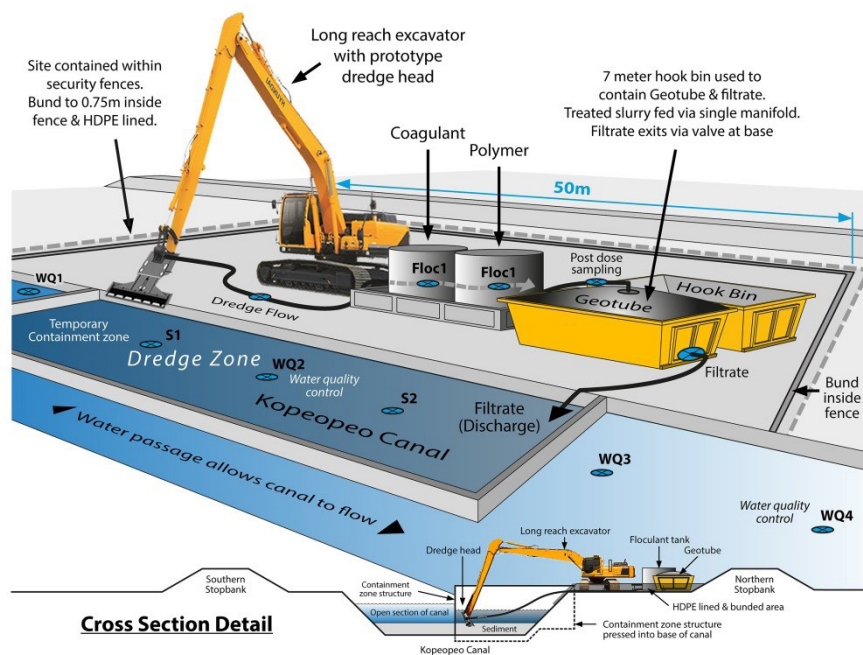 Long reach excavator
with prototype
dredge head
Site contained within
security fences.
Bund to 0.75m inside
fence & HDPE lined.
7 meter hook bin used to
contain Geotube & filtrate.
Treated slurry fed via single manifold.
Filtrate exits via valve at base
Coagulant
Polymer
50m
Floc1
Floc1
Post dose
sampling
Hook Bin
Geotube
WQ1
Dredge Flow
Temporary
Containment zone
S1
Dredge Zone
WQ2
Water quality
control
S2
Kopeopeo Canal
Filtrate
(Discharge)
Filtrate
Bund
inside
fence
Water passage allows canal to flow
WQ3
Water quality
control
WQ4
Long reach excavator
Floculant
tank
Geotube
Dredge head
Southern
Stopbank
Containment
zone structure
Northern
Stopbank
Open section of canal
HDPE lined & bunded area
Sediment
Containment zone structure
pressed into base of canal
Kopeopeo Canal
Cross Section Detail